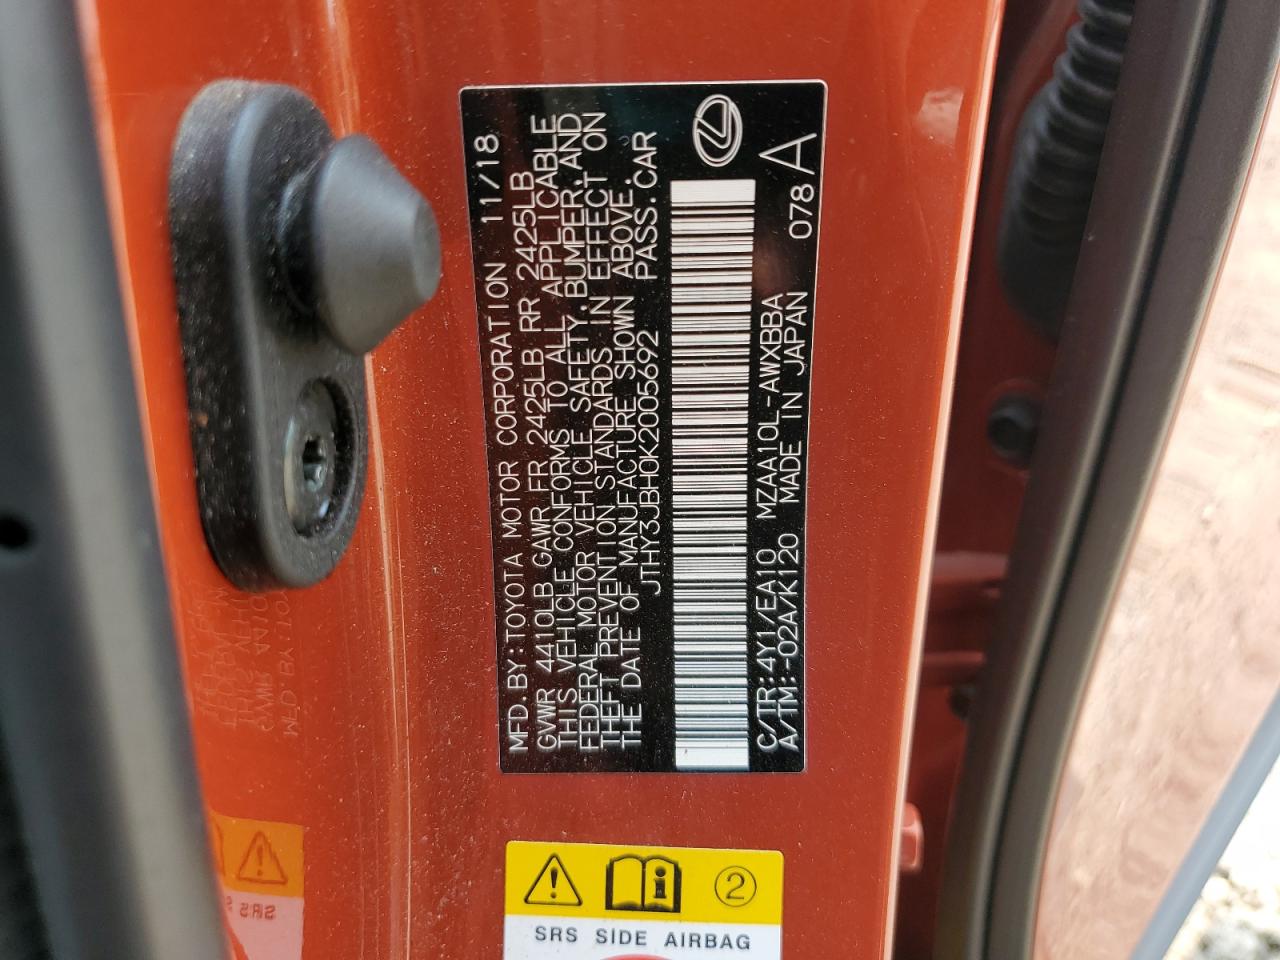 MFD.BY:TOYOTA MOTOR CORPORATION 11/18
GVWR 4410LB GAWR FR 2425LB RR 2425LB
THIS VEHICLE CONFORMS TO ALL APPLICABLE
FEDERAL MOTOR VEHICLE SAFETY,BUMPER,AND
THEFT PREVENTION STANDARDS IN EFFECT ON
THE DATE OF MANUFACTURE SHOWN ABOVE.
JTHY3JBH0K2005692 PASS.CAR
C/TR:4Y1/EA10 MZAA10L-AWXBBA 078 A
A/TM:-02A/K120 MADE IN JAPAN
2
SRS SIDE AIRBAG